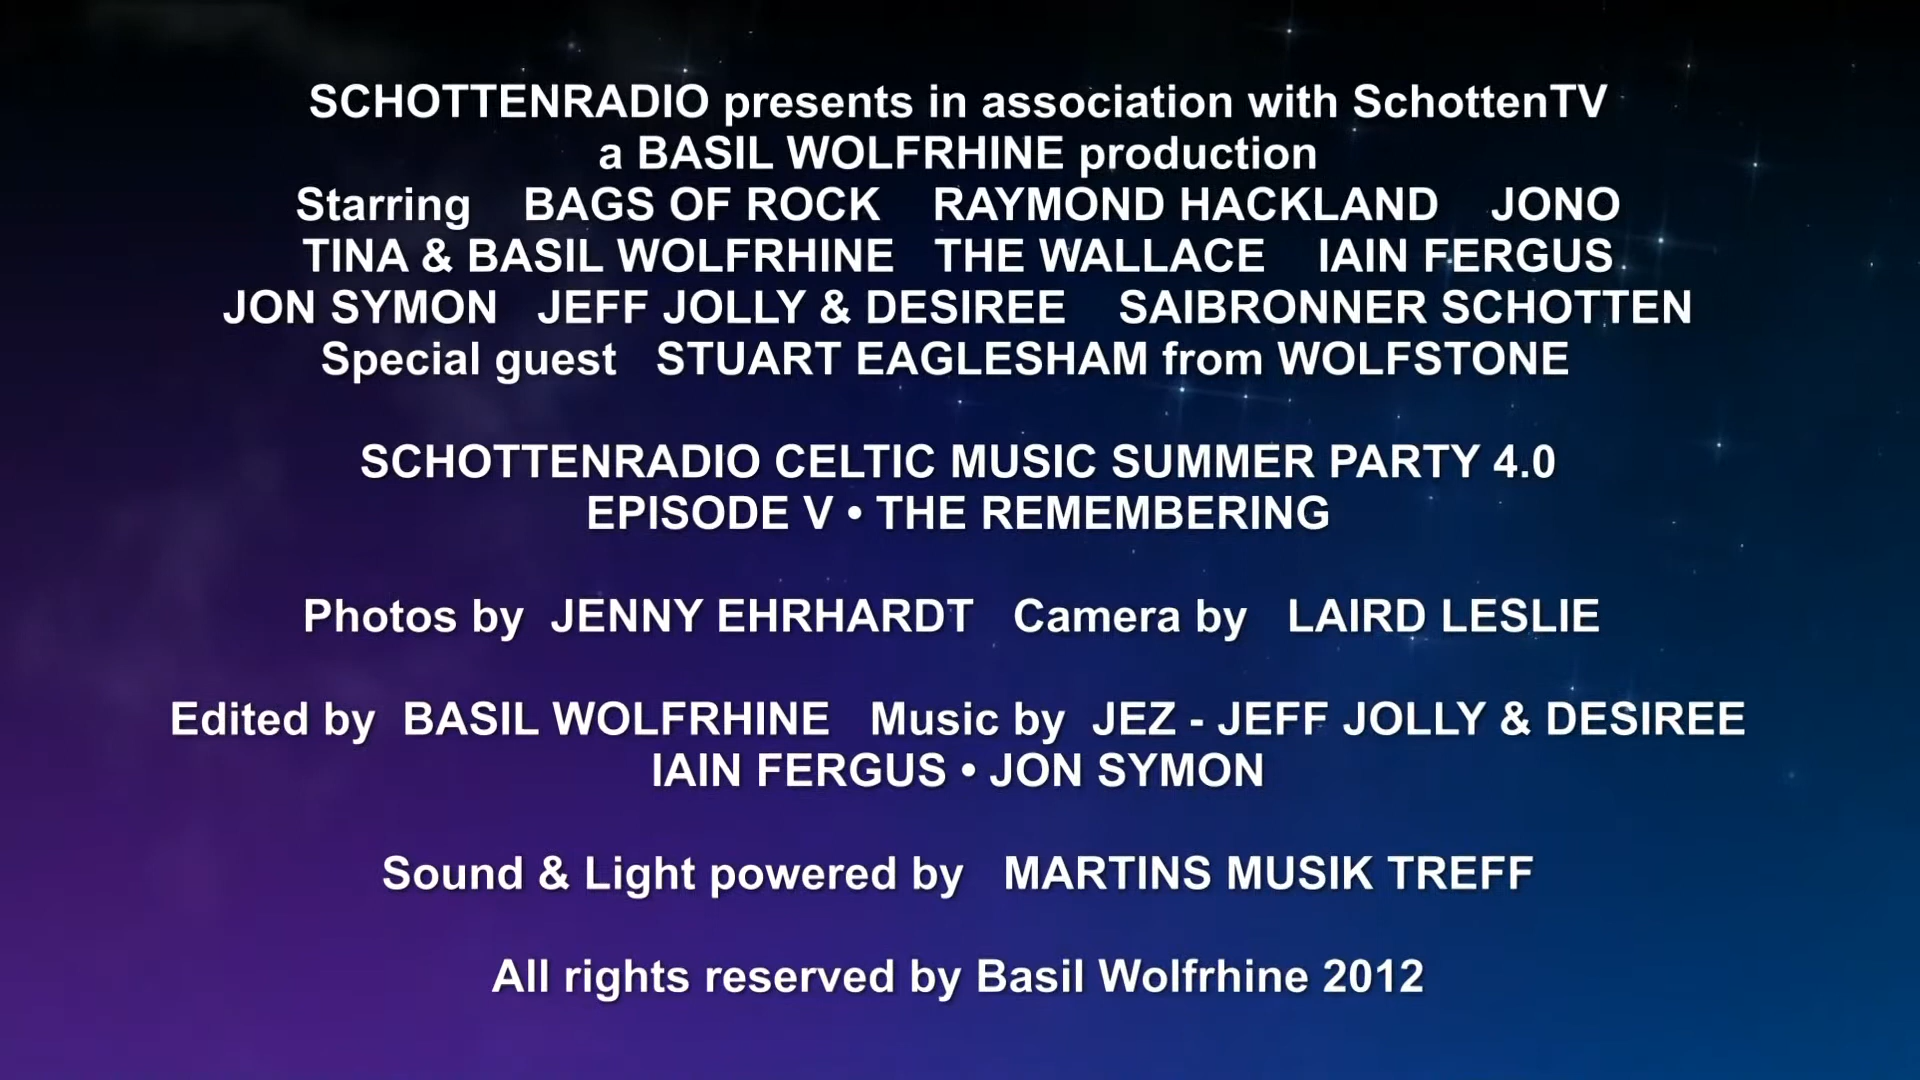 SCHOTTENRADIO presents in association with SchottenTV
a BASIL WOLFRHINE production
Starring BAGS OF ROCK RAYMOND HACKLAND JONO
TINA & BASIL WOLFRHINE THE WALLACE IAIN FERGUS
JON SYMON JEFF JOLLY & DESIREE SAIBRONNER SCHOTTEN
Special guest STUART EAGLESHAM from WOLFSTONE
SCHOTTENRADIO CELTIC MUSIC SUMMER PARTY 4.0
EPISODE V • THE REMEMBERING
Photos by JENNY EHRHARDT Camera by LAIRD LESLIE
Edited by BASIL WOLFRHINE Music by JEZ - JEFF JOLLY & DESIREE
IAIN FERGUS • JON SYMON
Sound & Light powered by MARTINS MUSIK TREFF
All rights reserved by Basil Wolfrhine 2012